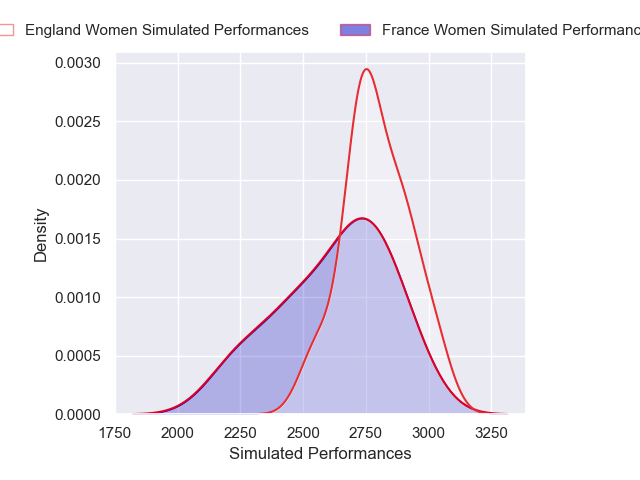 England Women Simulated Performances
France Women Simulated Performanc
0.0030
0.0025
0.0020
0.0015
0.0010
0.0005
0.0000
Density
1750 2000 2250 2500 2750 3000 3250
Simulated Performances